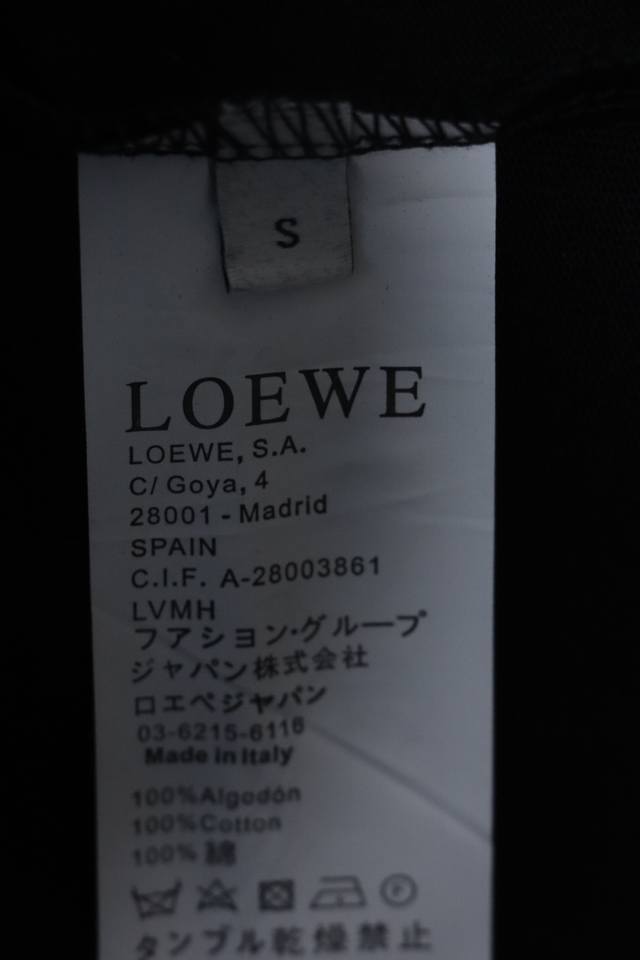 S
LOEWE
LOEWE, S.A.
C/ Goya, 4
28001 - Madrid
SPAIN
C.I.F. A-28003861
LVMH
フアション・グループ
ジャパン株式会社
ロエベジャパン
03-6215-6116
Made in Italy
100%Algodón
100%Cotton
100% 綿
P
タンブル乾燥禁止